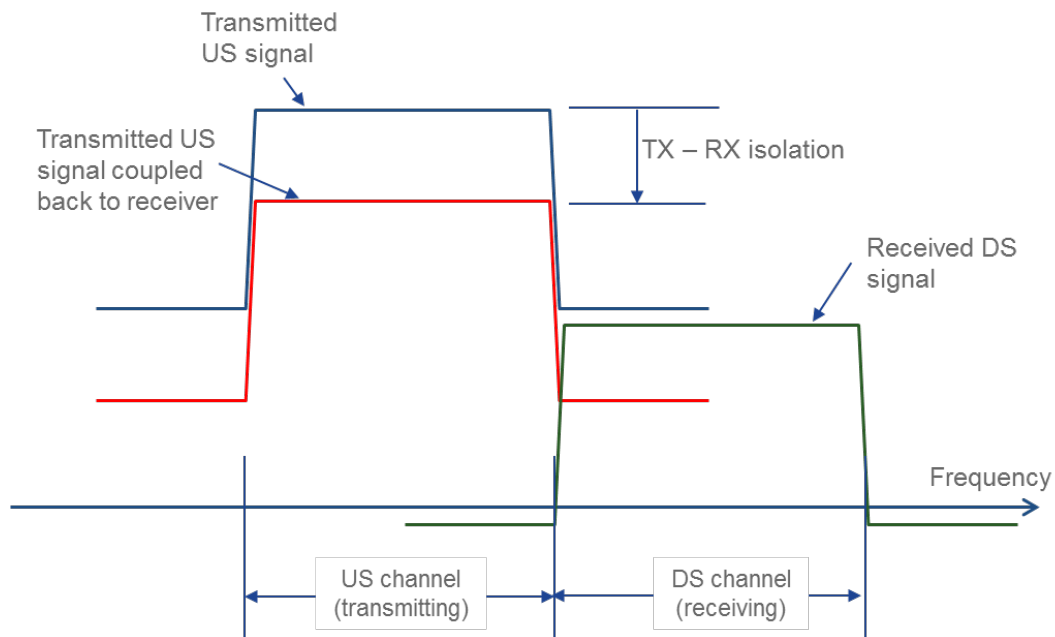 Transmitted
US signal
Transmitted US
signal coupled
back to receiver
TX – RX isolation
Received DS
signal
Frequency
US channel
(transmitting)
DS channel
(receiving)